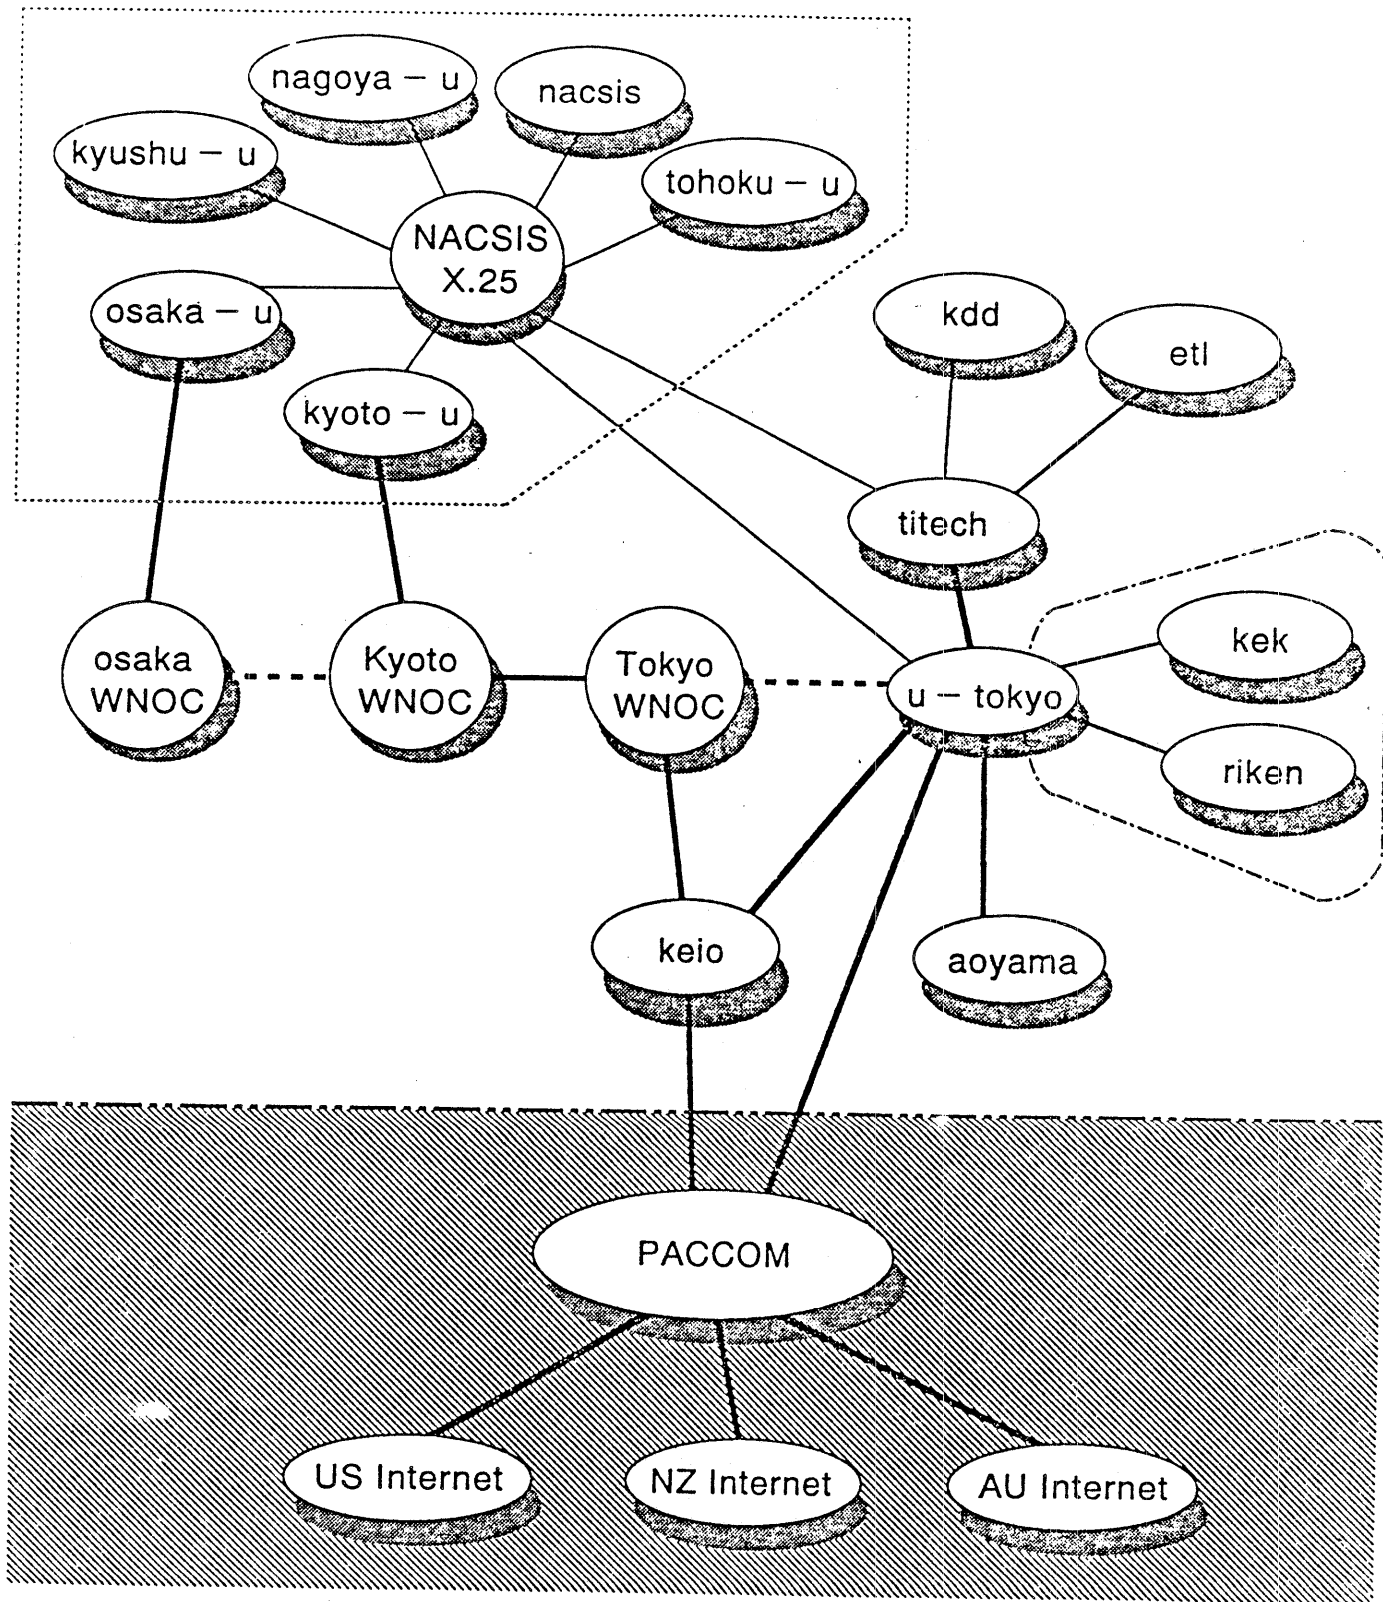 nagoya – u
nacsis
kyushu – u
tohoku – u
NACSIS
X.25
osaka – u
kdd
etl
kyoto – u
titech
kek
osaka
WNOC
Kyoto
WNOC
Tokyo
WNOC
u – tokyo
riken
keio
aoyama
PACCOM
US Internet
NZ Internet
AU Internet